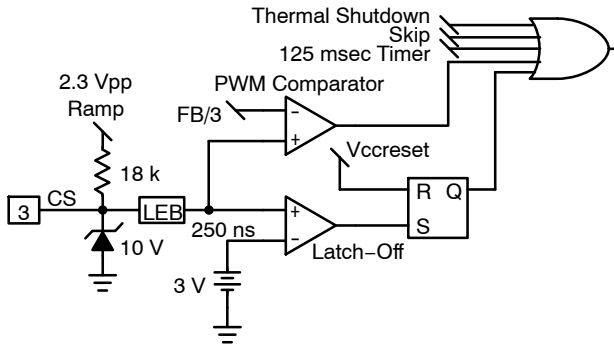 Thermal Shutdown
Skip
125 msec Timer
2.3 Vpp
Ramp
PWM Comparator
FB/3
−
+
18 k
Vccreset
3
CS
LEB
250 ns
+
−
R
Q
S
10 V
Latch−Off
3 V